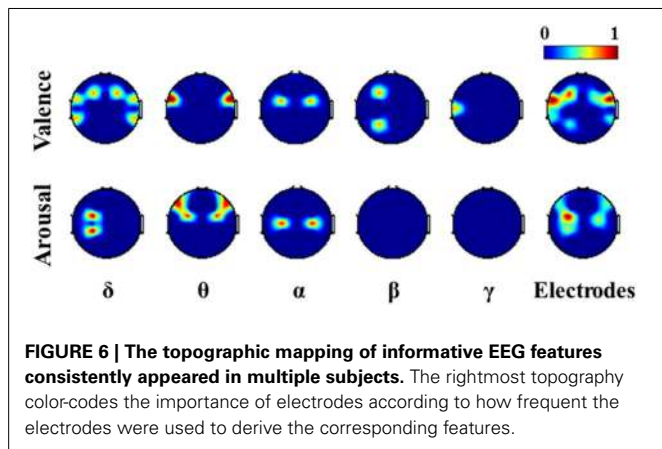 0 1
Valence
Arousal
δ θ α β γ Electrodes
FIGURE 6 | The topographic mapping of informative EEG features
consistently appeared in multiple subjects. The rightmost topography
color-codes the importance of electrodes according to how frequent the
electrodes were used to derive the corresponding features.